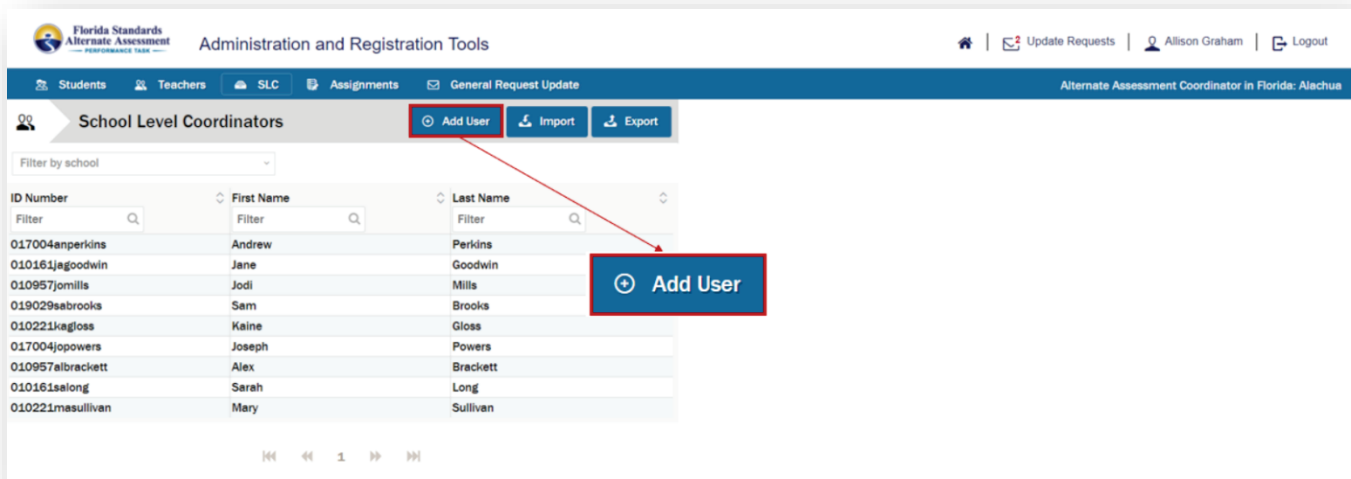 Florida Standards
Alternate Assessment
PERFORMANCE TASK
Administration and Registration Tools
2 Update Requests
Allison Graham
Logout
Students Teachers SLC Assignments General Request Update
Alternate Assessment Coordinator in Florida: Alachua
School Level Coordinators
Add User Import Export
Filter by school
ID Number First Name Last Name
Filter Filter Filter
017004anperkins Andrew Perkins
010161jagoodwin Jane Goodwin
010957jomills Jodi Mills
019029sabrooks Sam Brooks
010221kagloss Kaine Gloss
017004jopowers Joseph Powers
010957albrackett Alex Brackett
010161salong Sarah Long
010221masullivan Mary Sullivan
Add User
1